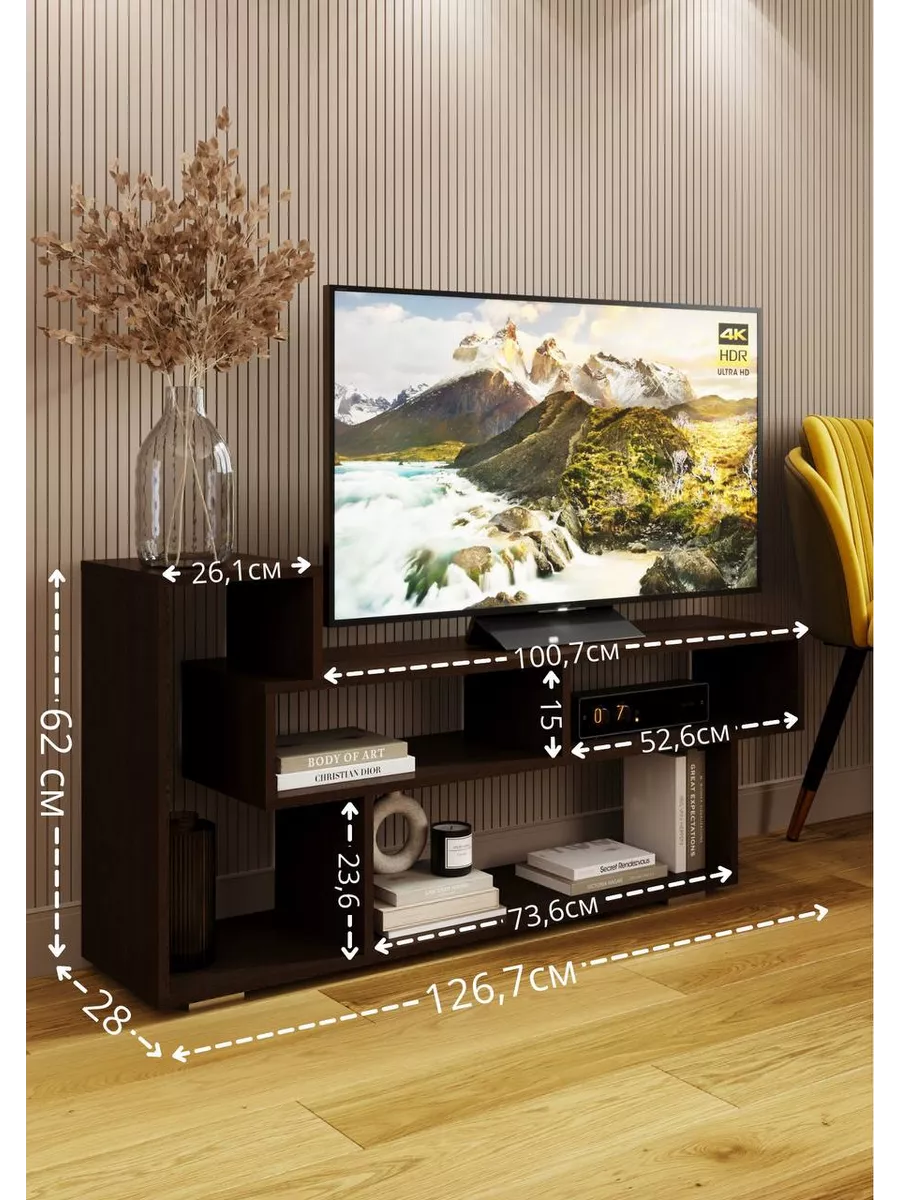 4K
HDR
ULTRA HD
26,1см
100,7см
15
07.
52,6см
62 см
BODY OF ART
CHRISTIAN DIOR
GREAT EXPECTATIONS
23,6
Secret Rendezvous
73,6см
126,7см
28